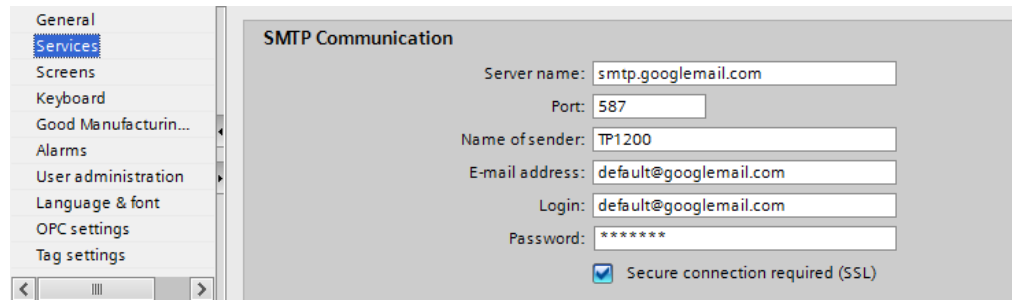 General
Services
Screens
Keyboard
Good Manufacturin...
Alarms
User administration
Language & font
OPC settings
Tag settings
SMTP Communication
Server name: smtp.googlemail.com
Port: 587
Name of sender: TP1200
E-mail address: default@googlemail.com
Login: default@googlemail.com
Password: *******
Secure connection required (SSL)